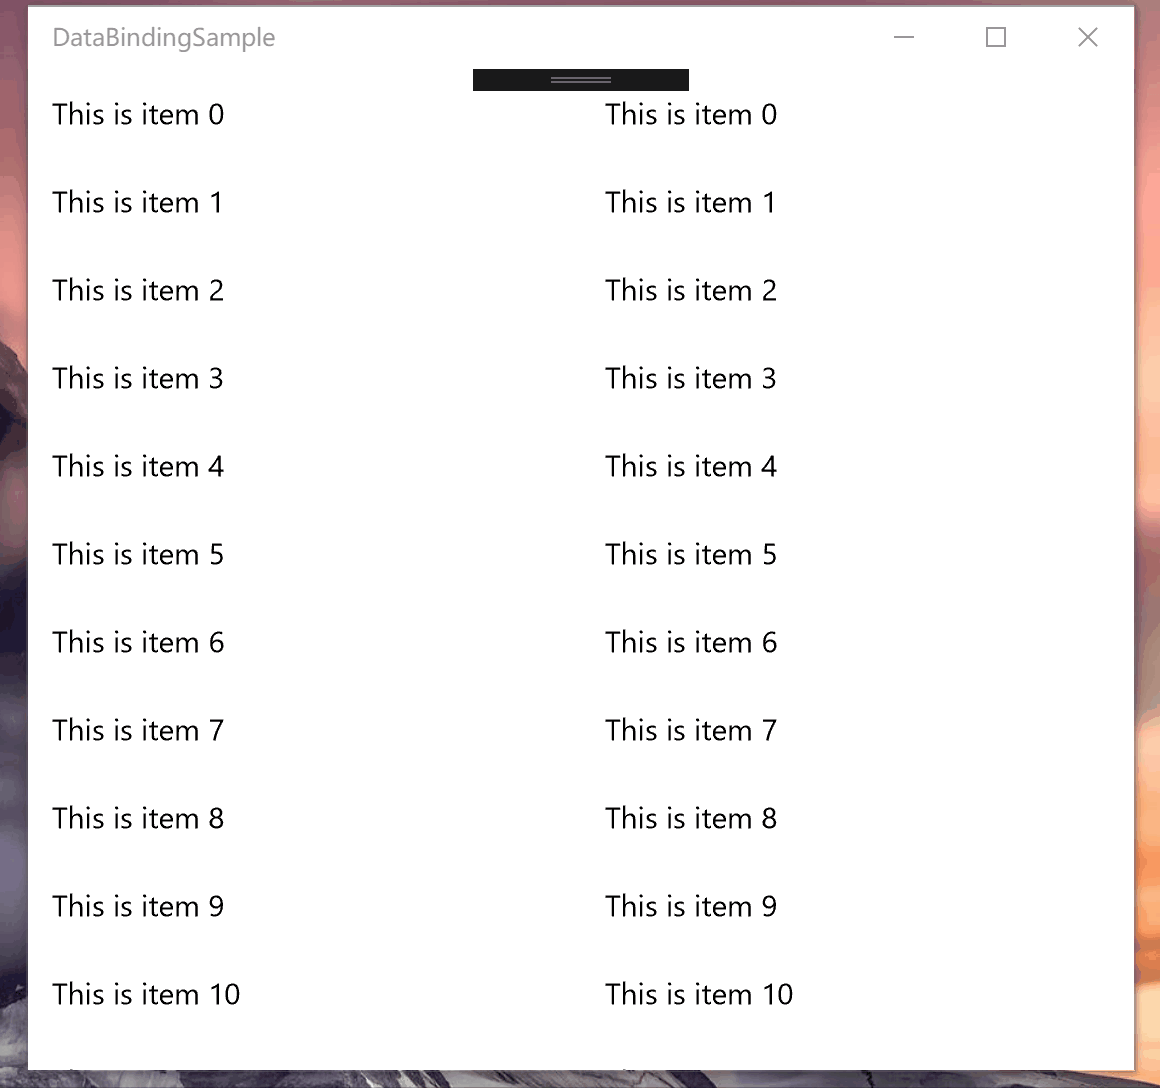 DataBindingSample
This is item 0 This is item 0
This is item 1 This is item 1
This is item 2 This is item 2
This is item 3 This is item 3
This is item 4 This is item 4
This is item 5 This is item 5
This is item 6 This is item 6
This is item 7 This is item 7
This is item 8 This is item 8
This is item 9 This is item 9
This is item 10 This is item 10